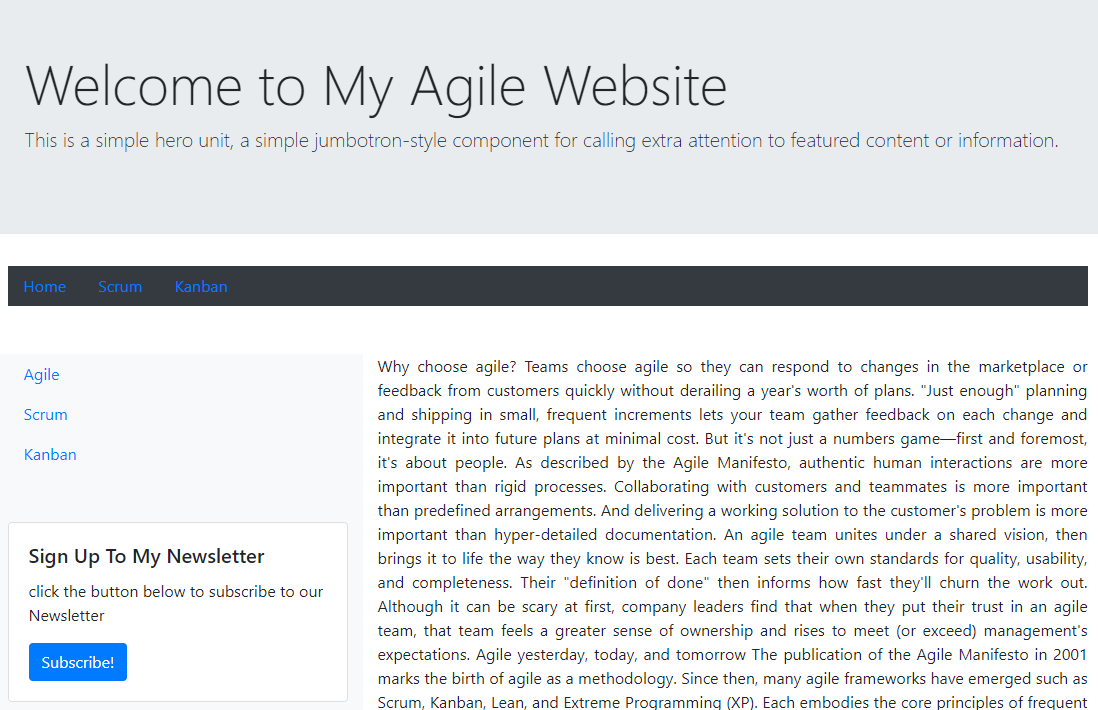 Welcome to My Agile Website
This is a simple hero unit, a simple jumbotron-style component for calling extra attention to featured content or information.
Home Scrum Kanban
Agile
Scrum
Kanban
Sign Up To My Newsletter
click the button below to subscribe to our
Newsletter
Subscribe!
Why choose agile? Teams choose agile so they can respond to changes in the marketplace or
feedback from customers quickly without derailing a year's worth of plans. "Just enough" planning
and shipping in small, frequent increments lets your team gather feedback on each change and
integrate it into future plans at minimal cost. But it's not just a numbers game—first and foremost,
it's about people. As described by the Agile Manifesto, authentic human interactions are more
important than rigid processes. Collaborating with customers and teammates is more important
than predefined arrangements. And delivering a working solution to the customer's problem is more
important than hyper-detailed documentation. An agile team unites under a shared vision, then
brings it to life the way they know is best. Each team sets their own standards for quality, usability,
and completeness. Their "definition of done" then informs how fast they'll churn the work out.
Although it can be scary at first, company leaders find that when they put their trust in an agile
team, that team feels a greater sense of ownership and rises to meet (or exceed) management's
expectations. Agile yesterday, today, and tomorrow The publication of the Agile Manifesto in 2001
marks the birth of agile as a methodology. Since then, many agile frameworks have emerged such as
Scrum, Kanban, Lean, and Extreme Programming (XP). Each embodies the core principles of frequent